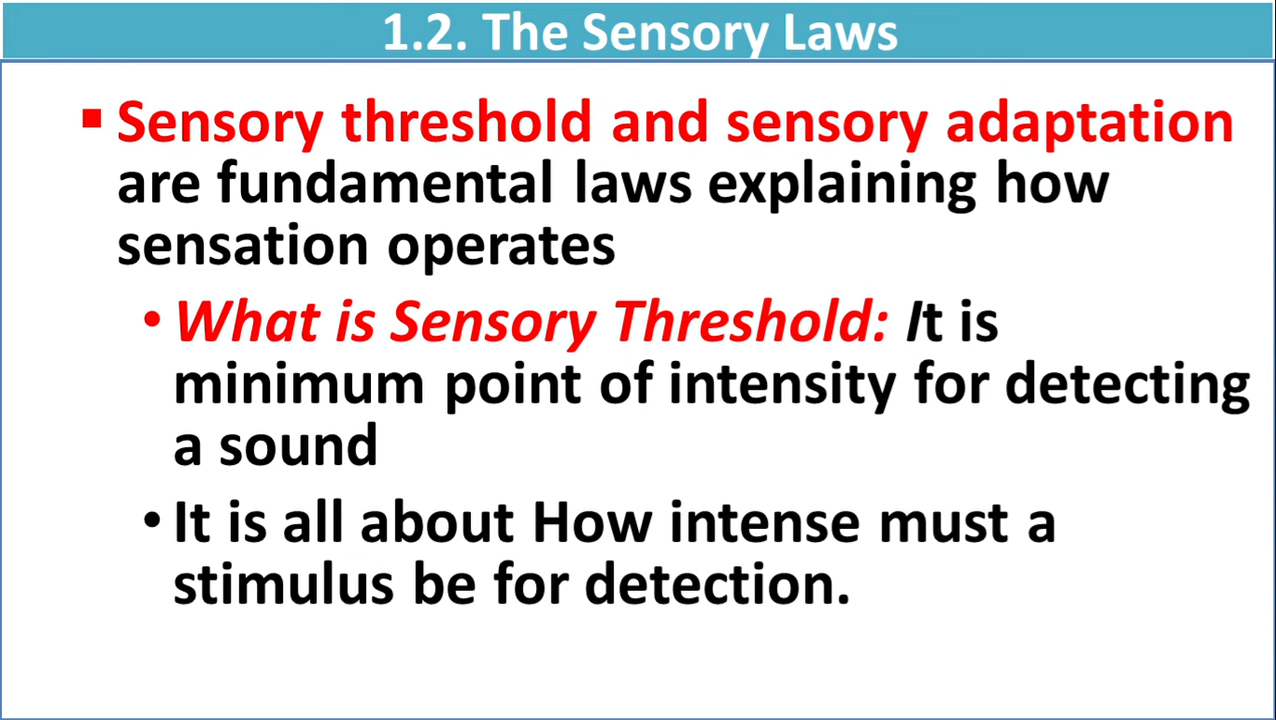 1.2. The Sensory Laws
▪ Sensory threshold and sensory adaptation
are fundamental laws explaining how
sensation operates
• What is Sensory Threshold: It is
minimum point of intensity for detecting
a sound
• It is all about How intense must a
stimulus be for detection.